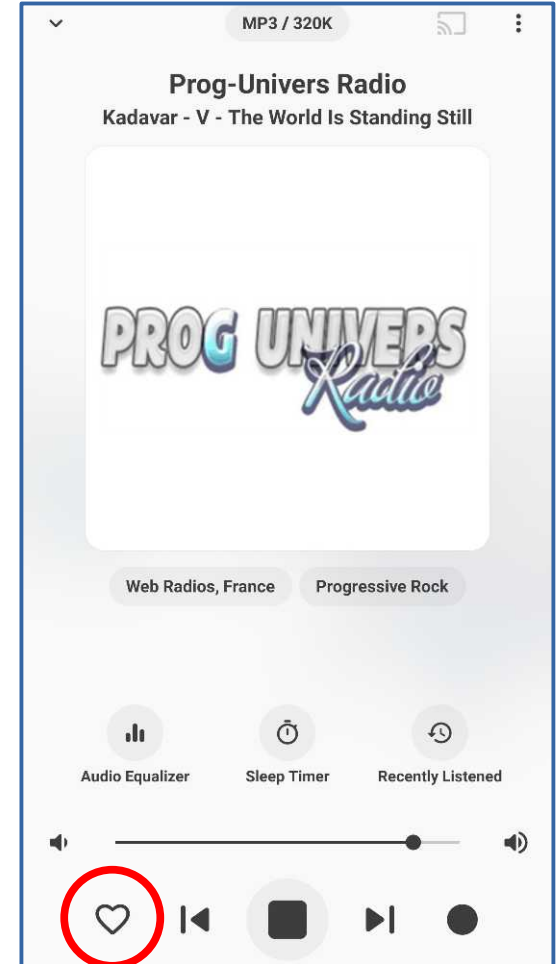 MP3 / 320K
Prog-Univers Radio
Kadavar - V - The World Is Standing Still
PROG UNIVERS
Radio
Web Radios, France
Progressive Rock
Audio Equalizer
Sleep Timer
Recently Listened